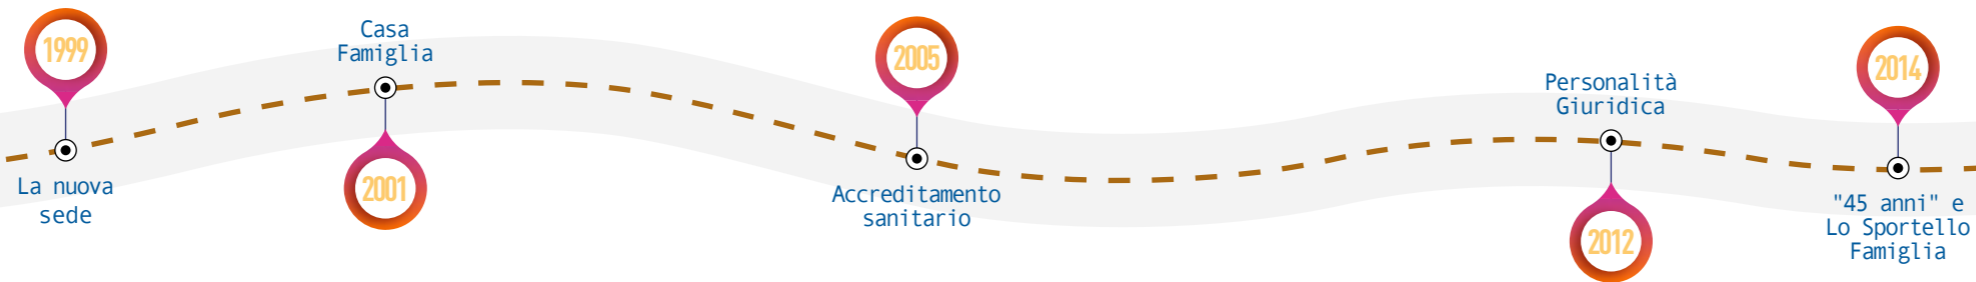 1999
La nuova
sede
Casa
Famiglia
2001
2005
Accreditamento
sanitario
Personalità
Giuridica
2012
2014
"45 anni" e
Lo Sportello
Famiglia